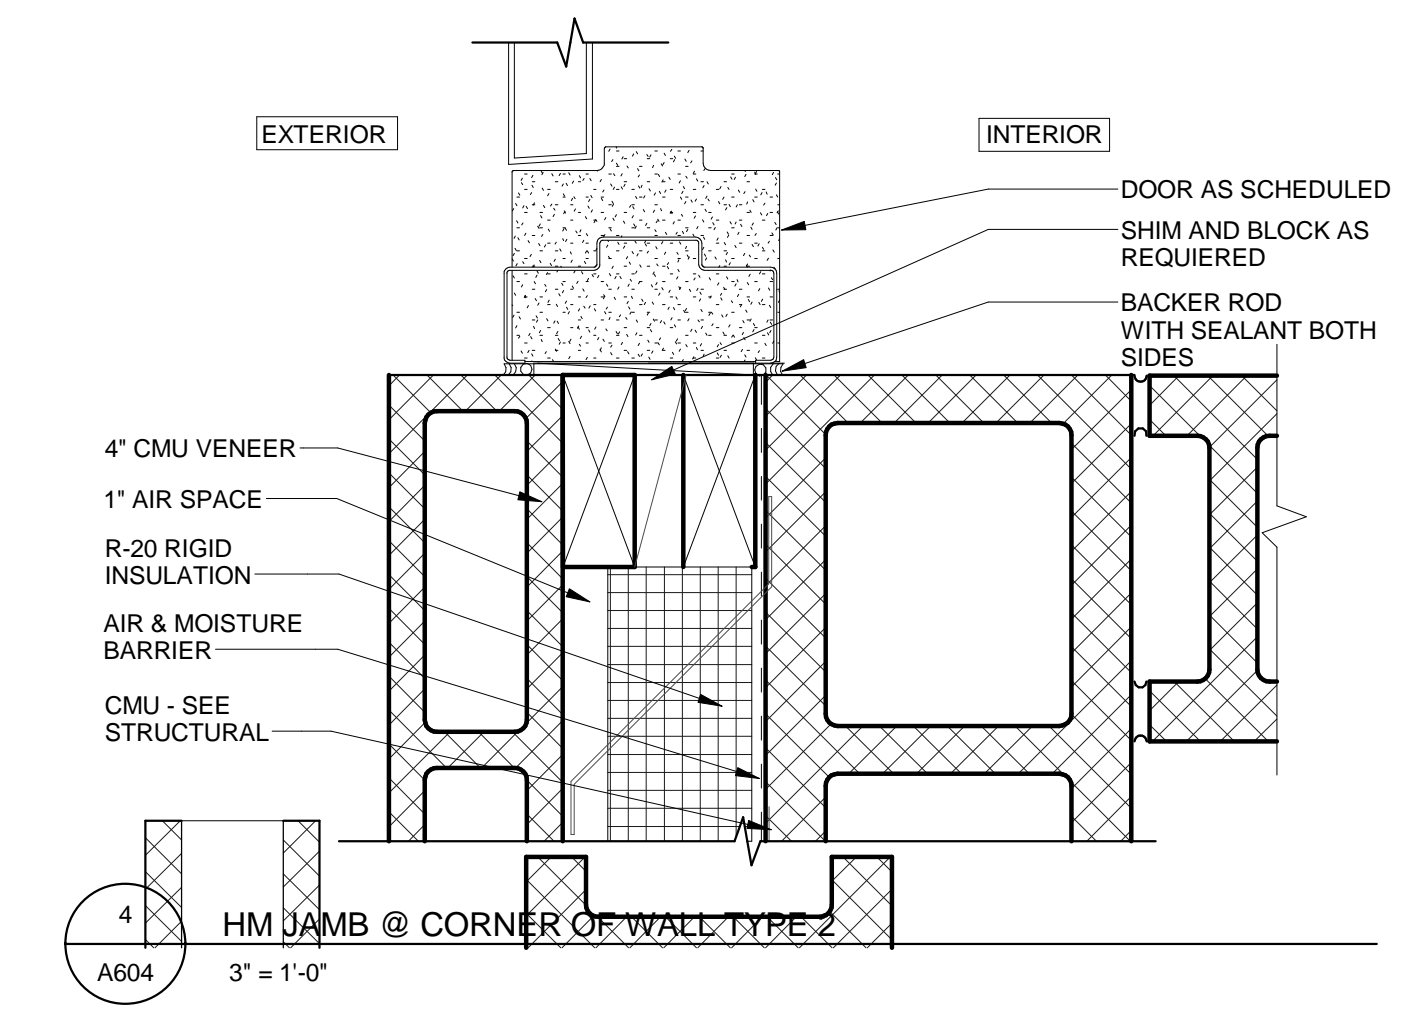 EXTERIOR
INTERIOR
DOOR AS SCHEDULED
SHIM AND BLOCK AS
REQUIERED
BACKER ROD
WITH SEALANT BOTH
SIDES
4" CMU VENEER
1" AIR SPACE
R-20 RIGID
INSULATION
AIR & MOISTURE
BARRIER
CMU - SEE
STRUCTURAL
4
HM JAMB @ CORNER OF WALL TYPE 2
A604
3" = 1'-0"